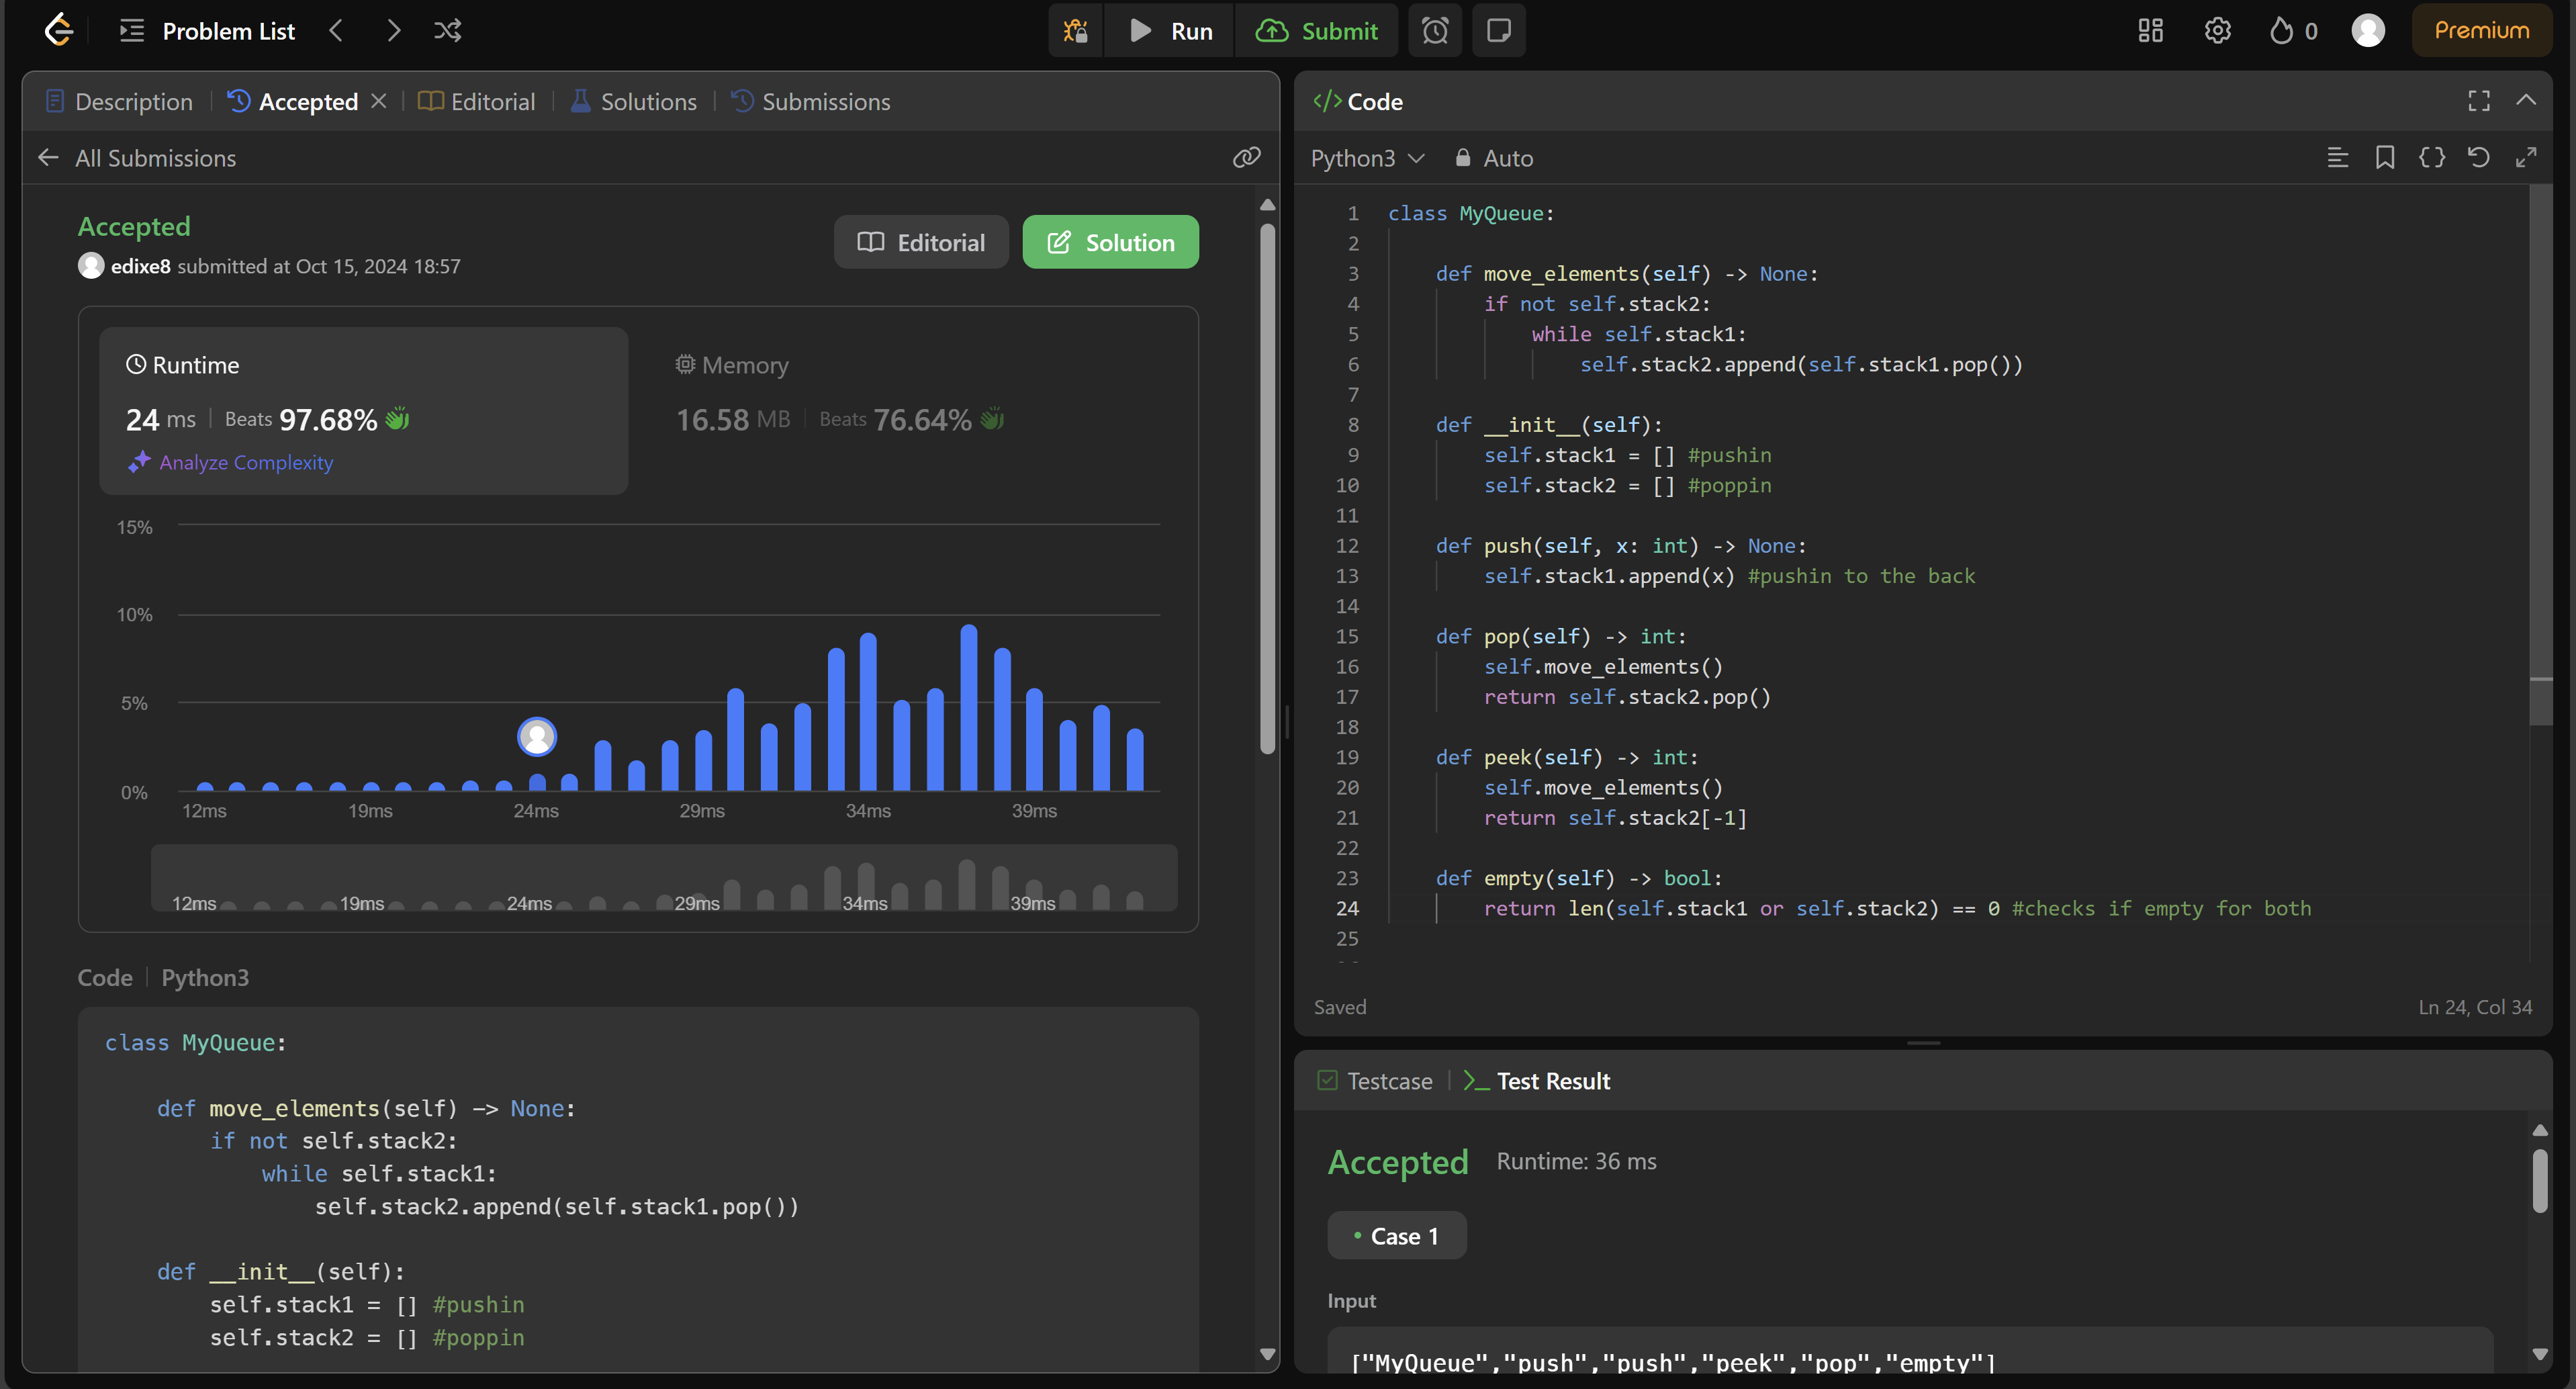 Problem List
Run
Submit
0
Premium
Description
Accepted
Editorial
Solutions
Submissions
All Submissions
Accepted
edixe8 submitted at Oct 15, 2024 18:57
Editorial
Solution
Runtime
24 ms | Beats 97.68%
Analyze Complexity
Memory
16.58 MB | Beats 76.64%
15%
10%
5%
0%
12ms 19ms 24ms 29ms 34ms 39ms
12ms 19ms 24ms 29ms 34ms 39ms
Code | Python3
class MyQueue:
def move_elements(self) -> None:
if not self.stack2:
while self.stack1:
self.stack2.append(self.stack1.pop())
def __init__(self):
self.stack1 = [] #pushin
self.stack2 = [] #poppin
</> Code
Python3
Auto
1 class MyQueue:
2
3 def move_elements(self) -> None:
4 if not self.stack2:
5 while self.stack1:
6 self.stack2.append(self.stack1.pop())
7
8 def __init__(self):
9 self.stack1 = [] #pushin
10 self.stack2 = [] #poppin
11
12 def push(self, x: int) -> None:
13 self.stack1.append(x) #pushin to the back
14
15 def pop(self) -> int:
16 self.move_elements()
17 return self.stack2.pop()
18
19 def peek(self) -> int:
20 self.move_elements()
21 return self.stack2[-1]
22
23 def empty(self) -> bool:
24 return len(self.stack1 or self.stack2) == 0 #checks if empty for both
25
Saved
Ln 24, Col 34
Testcase
Test Result
Accepted
Runtime: 36 ms
Case 1
Input
["MyQueue","push","push","peek","pop","empty"]